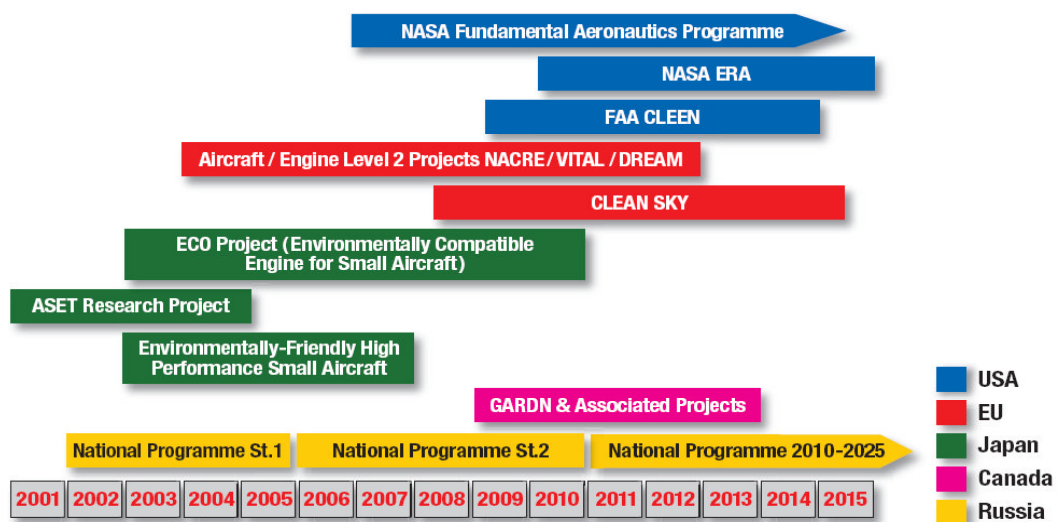 NASA Fundamental Aeronautics Programme
NASA ERA
FAA CLEEN
Aircraft / Engine Level 2 Projects NACRE / VITAL / DREAM
CLEAN SKY
ECO Project (Environmentally Compatible
Engine for Small Aircraft)
ASET Research Project
Environmentally-Friendly High
Performance Small Aircraft
GARDN & Associated Projects
National Programme St.1
National Programme St.2
National Programme 2010-2025
2001 2002 2003 2004 2005 2006 2007 2008 2009 2010 2011 2012 2013 2014 2015
USA
EU
Japan
Canada
Russia